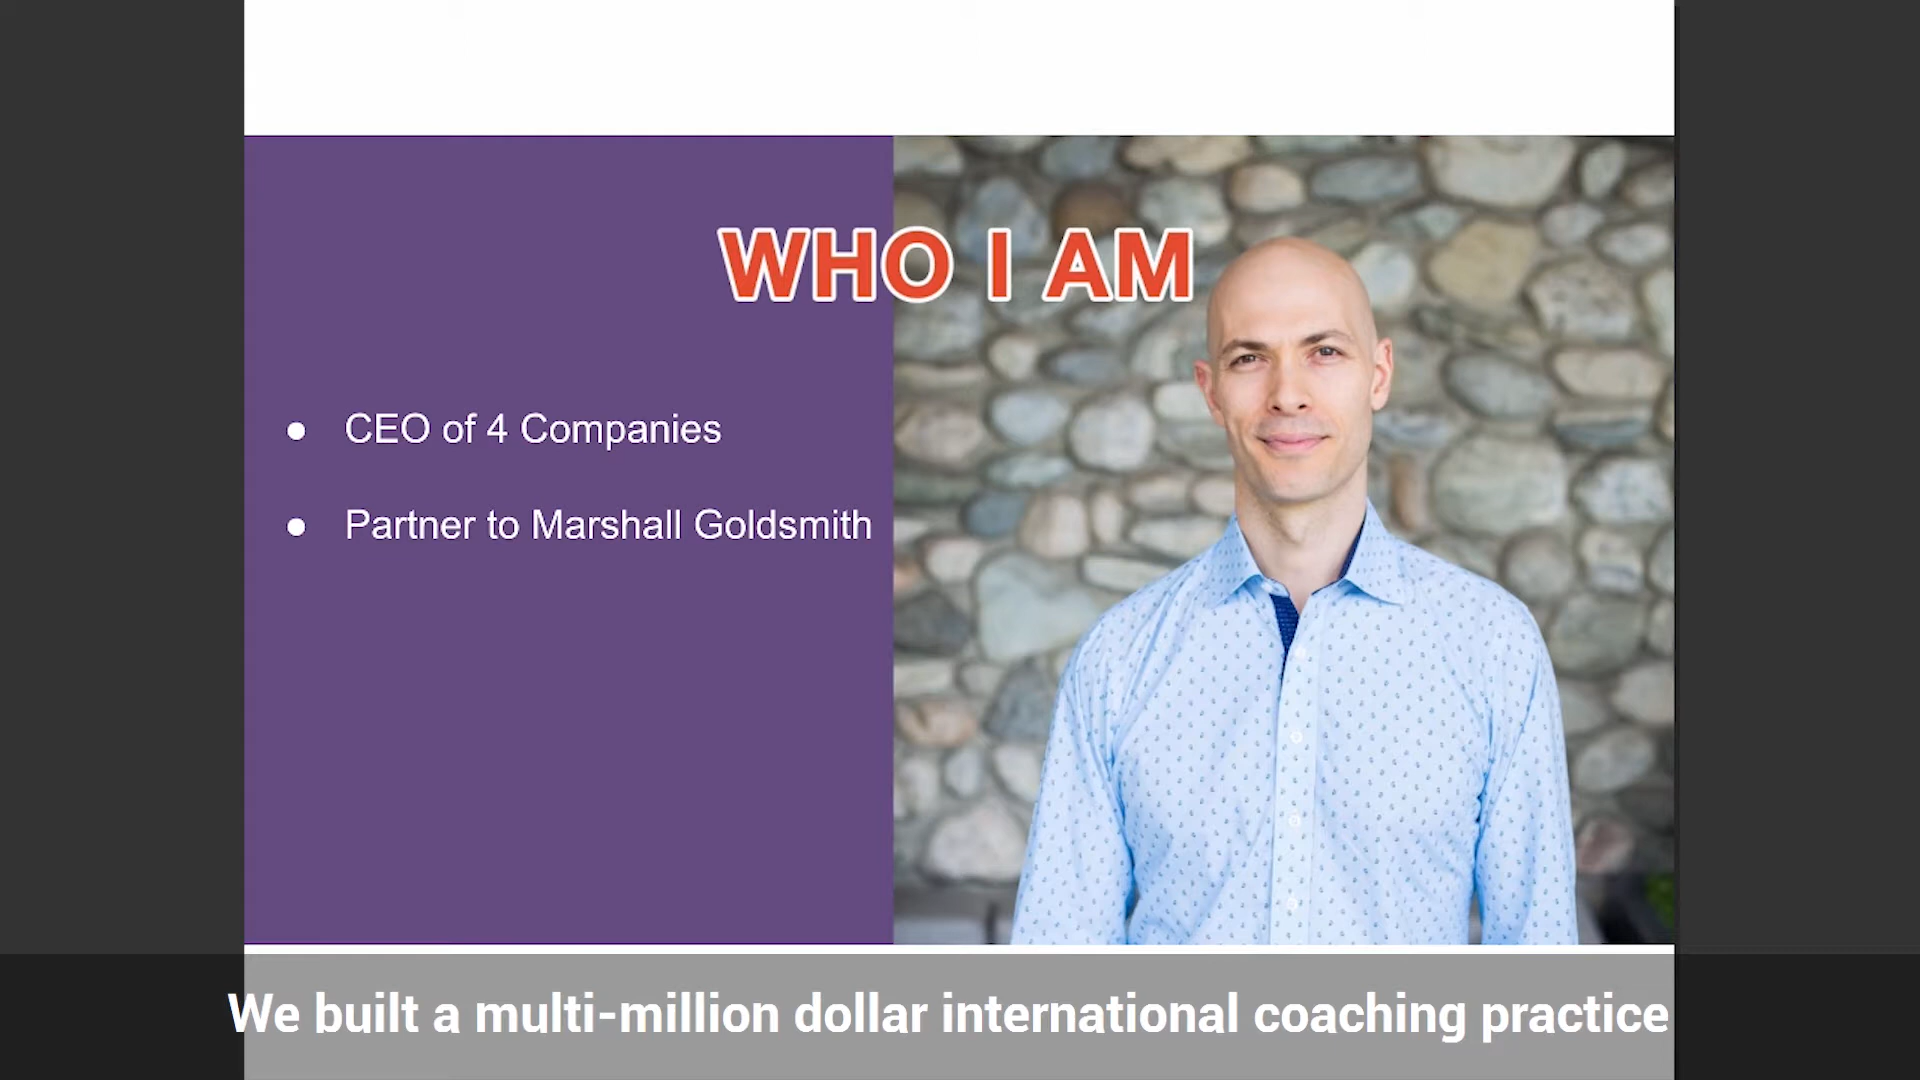 WHO I AM
● CEO of 4 Companies
● Partner to Marshall Goldsmith
We built a multi-million dollar international coaching practice